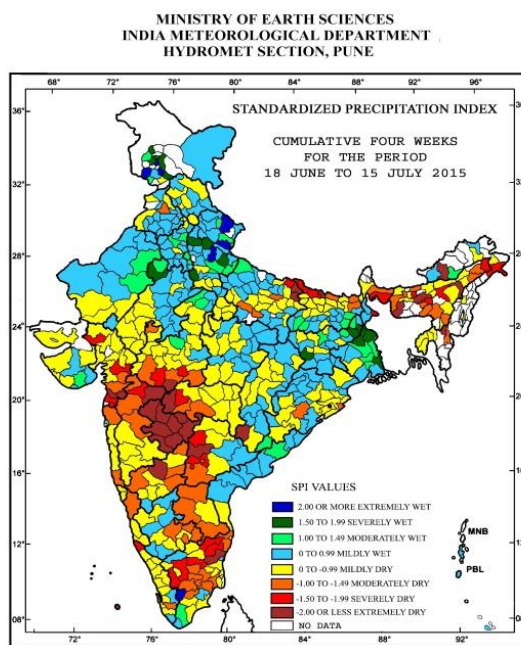 MINISTRY OF EARTH SCIENCES
INDIA METEOROLOGICAL DEPARTMENT
HYDROMET SECTION, PUNE
68° 72° 76° 80° 84° 88° 92° 96°
36°
STANDARDIZED PRECIPITATION INDEX
CUMULATIVE FOUR WEEKS
FOR THE PERIOD
18 JUNE TO 15 JULY 2015
32°
28°
24°
20°
16°
12°
08°
SPI VALUES
2.00 OR MORE EXTREMELY WET
1.50 TO 1.99 SEVERELY WET
1.00 TO 1.49 MODERATELY WET
0 TO 0.99 MILDLY WET
0 TO -0.99 MILDLY DRY
-1.00 TO -1.49 MODERATELY DRY
-1.50 TO -1.99 SEVERELY DRY
-2.00 OR LESS EXTREMELY DRY
NO DATA
MNB
PBL
72° 76° 80° 84° 88° 92°